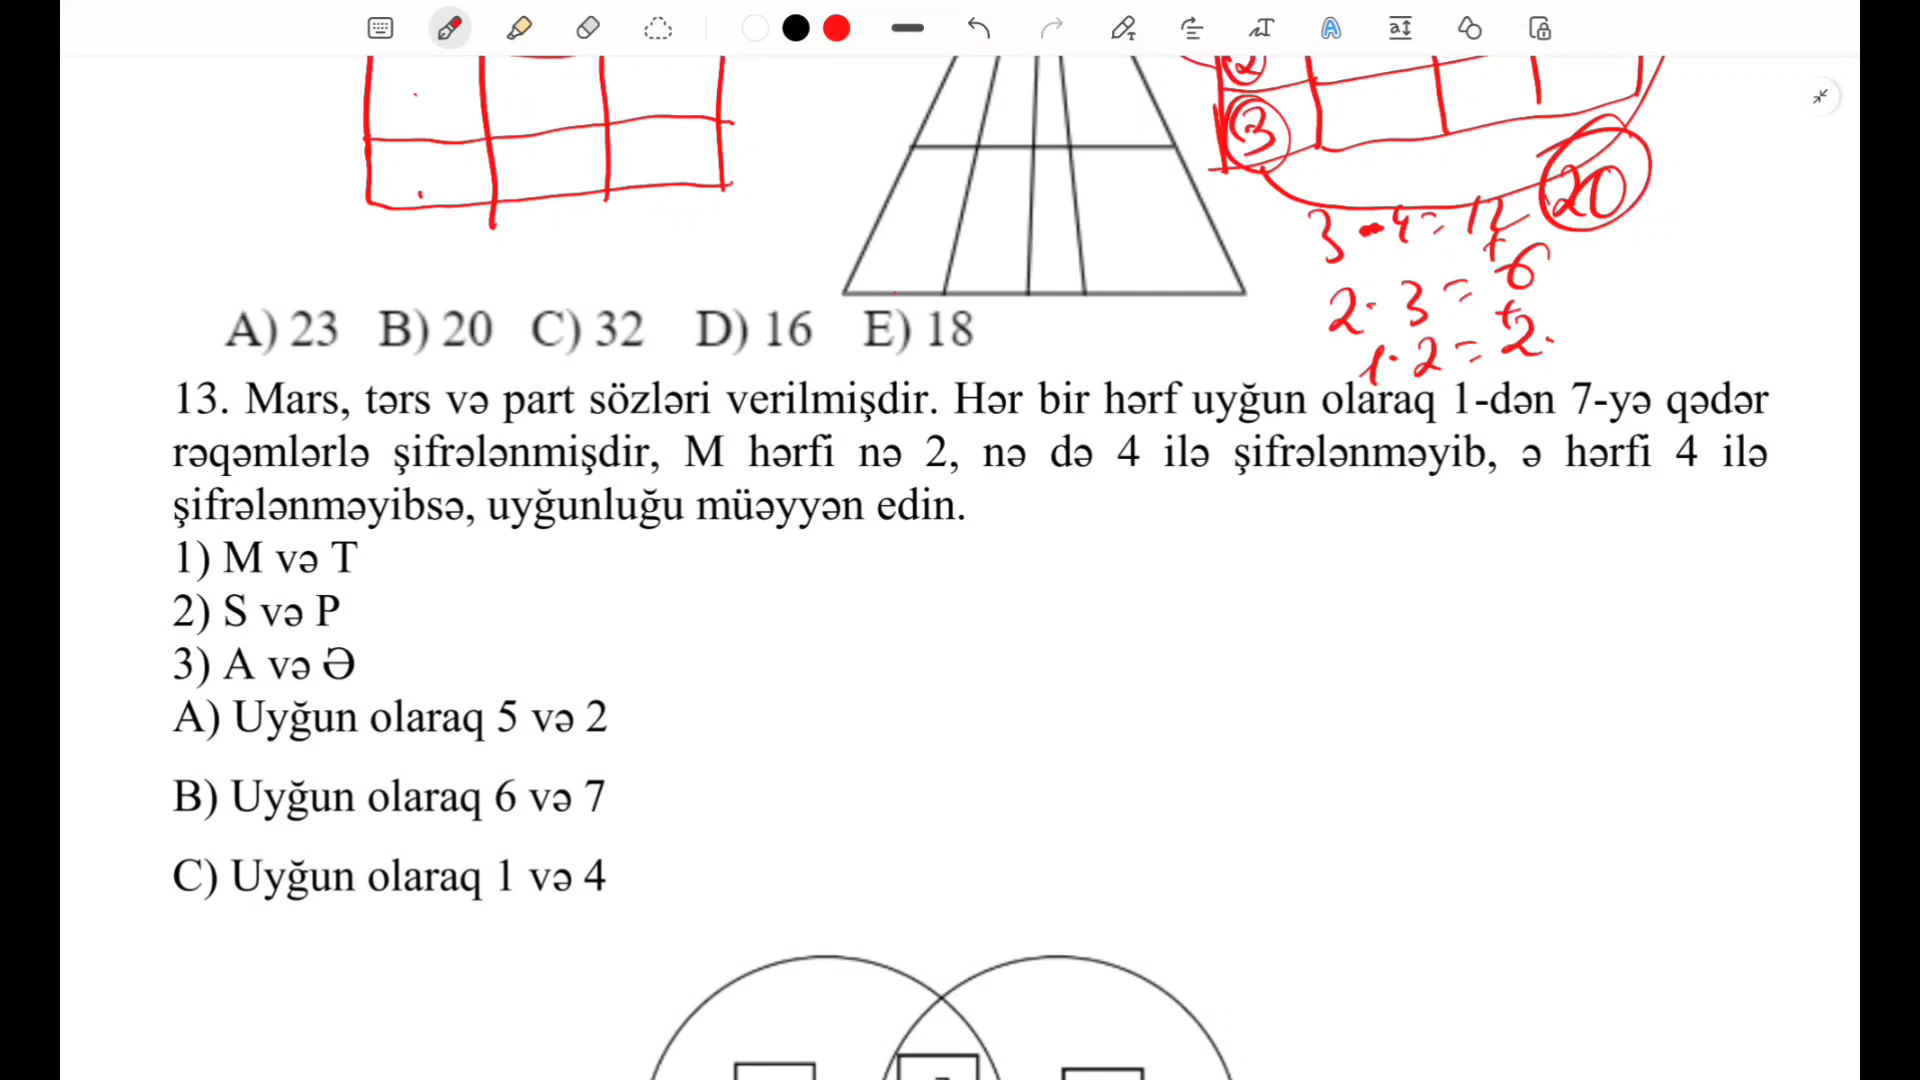 2
3
20
3 - 4 = 12
+
6
2 · 3 =
+
1 · 2 = 2.
A) 23 B) 20 C) 32 D) 16 E) 18
13. Mars, tərs və part sözləri verilmişdir. Hər bir hərf uyğun olaraq 1-dən 7-yə qədər
rəqəmlərlə şifrələnmişdir, M hərfi nə 2, nə də 4 ilə şifrələnməyib, ə hərfi 4 ilə
şifrələnməyibsə, uyğunluğu müəyyən edin.
1) M və T
2) S və P
3) A və Ə
A) Uyğun olaraq 5 və 2
B) Uyğun olaraq 6 və 7
C) Uyğun olaraq 1 və 4